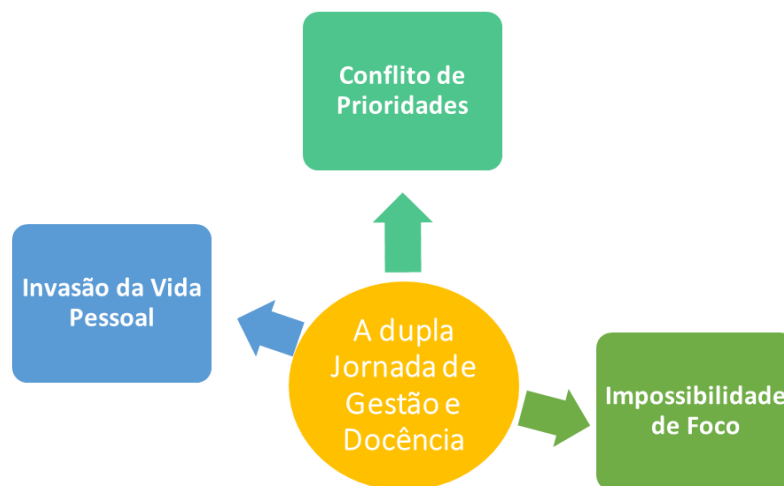 Conflito de
Prioridades
Invasão da Vida
Pessoal
A dupla
Jornada de
Gestão e
Docência
Impossibilidade
de Foco